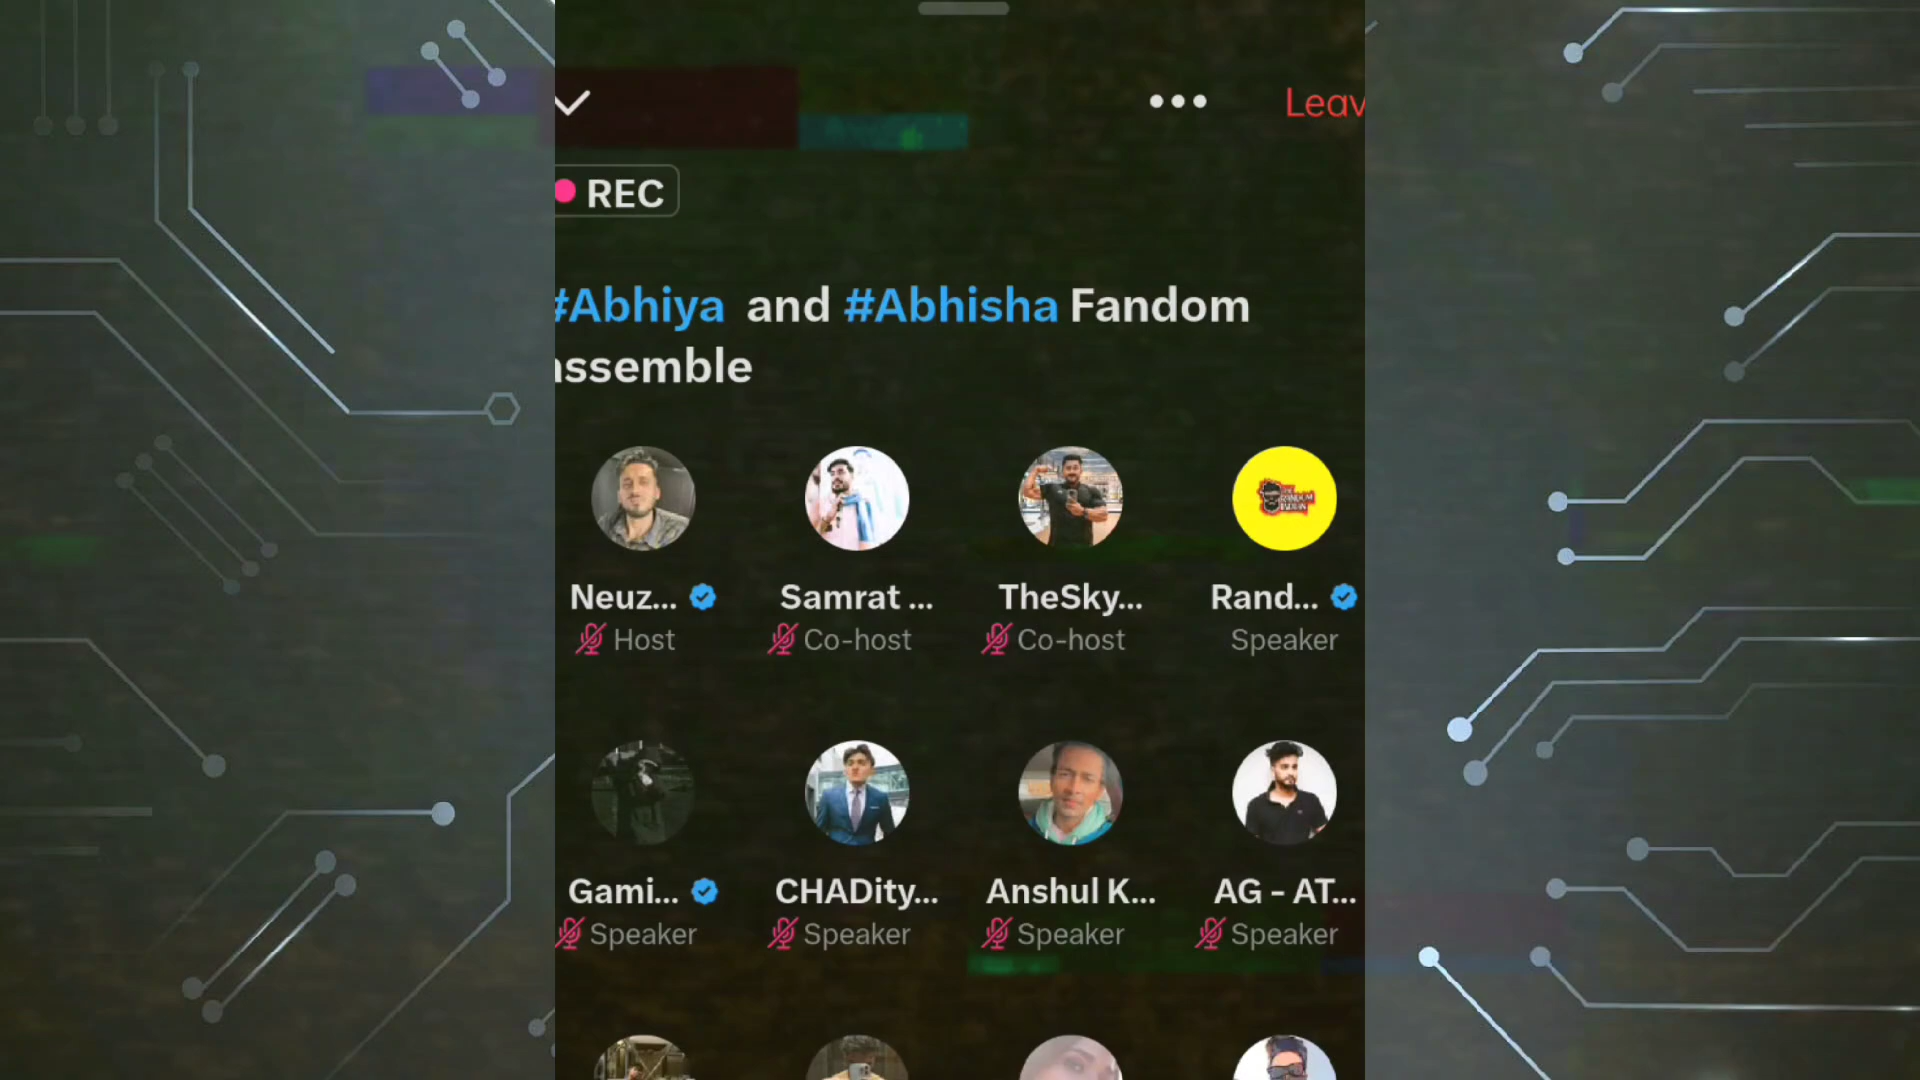 Leav
REC
#Abhiya and #Abhisha Fandom
assemble
Neuz... Samrat ... TheSky... Rand...
Host Co-host Co-host Speaker
Gami... CHADity... Anshul K... AG - AT...
Speaker Speaker Speaker Speaker